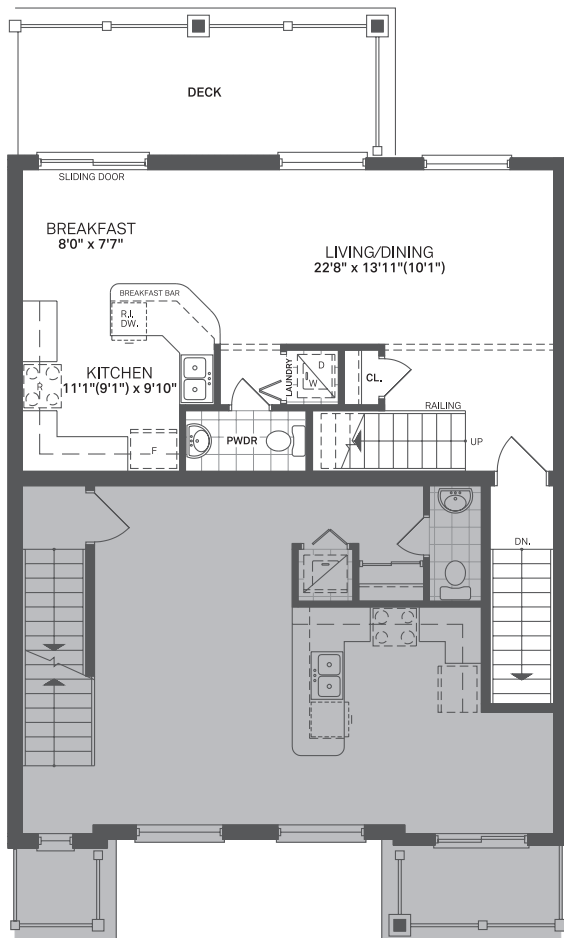 DECK
SLIDING DOOR
BREAKFAST
8'0" x 7'7"
LIVING/DINING
22'8" x 13'11"(10'1")
BREAKFAST BAR
R.I.
DW.
KITCHEN
11'1"(9'1") x 9'10"
R
LAUNDRY
D
W
CL.
RAILING
UP
PWDR
F
DN.